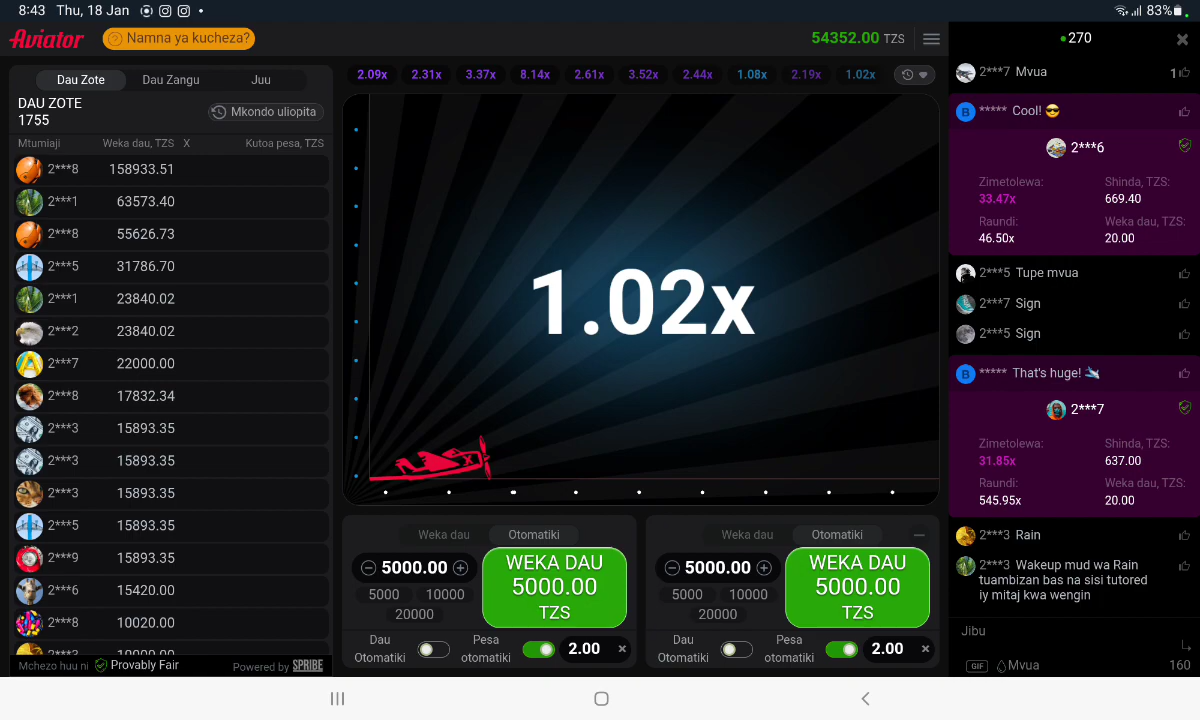 8:43 Thu, 18 Jan
83%
Aviator
Namna ya kucheza?
54352.00 TZS
Dau Zote
Dau Zangu
Juu
DAU ZOTE
1755
Mkondo uliopita
Mtumiaji
Weka dau, TZS
X
Kutoa pesa, TZS
2***8 158933.51
2***1 63573.40
2***8 55626.73
2***5 31786.70
2***1 23840.02
2***2 23840.02
2***7 22000.00
2***8 17832.34
2***3 15893.35
2***3 15893.35
2***3 15893.35
2***5 15893.35
2***9 15893.35
2***6 15420.00
2***8 10020.00
2***3 10000.00
Mchezo huu ni Provably Fair
Powered by SPRIBE
2.09x 2.31x 3.37x 8.14x 2.61x 3.52x 2.44x 1.08x 2.19x 1.02x
1.02x
Weka dau
Otomatiki
5000.00
5000 10000
20000
WEKA DAU
5000.00
TZS
Dau
Otomatiki
Pesa
otomatiki
2.00
Weka dau
Otomatiki
5000.00
5000 10000
20000
WEKA DAU
5000.00
TZS
Dau
Otomatiki
Pesa
otomatiki
2.00
270
2***7 Mvua
1
B ***** Cool! 😎
2***6
Zimetolewa: Shinda, TZS:
33.47x 669.40
Raundi: Weka dau, TZS:
46.50x 20.00
2***5 Tupe mvua
2***7 Sign
2***5 Sign
B ***** That's huge! 🛩
2***7
Zimetolewa: Shinda, TZS:
31.85x 637.00
Raundi: Weka dau, TZS:
545.95x 20.00
2***3 Rain
2***3 Wakeup mud wa Rain
tuambizan bas na sisi tutored
iy mitaj kwa wengin
Jibu
GIF Mvua
160